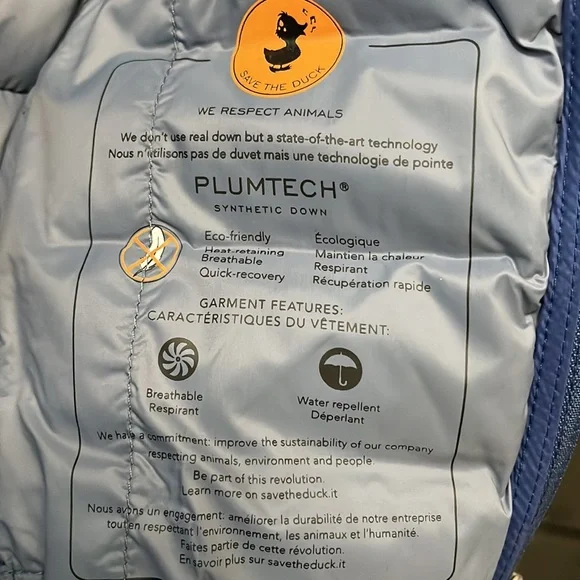 SAVE THE DUCK
WE RESPECT ANIMALS
We don't use real down but a state-of-the-art technology
Nous n'utilisons pas de duvet mais une technologie de pointe
PLUMTECH®
SYNTHETIC DOWN
Eco-friendly Écologique
Heat-retaining Maintien la chaleur
Breathable Respirant
Quick-recovery Récupération rapide
GARMENT FEATURES:
CARACTÉRISTIQUES DU VÊTEMENT:
Breathable
Respirant
Water repellent
Déperlant
We have a commitment: improve the sustainability of our company
respecting animals, environment and people.
Be part of this revolution.
Learn more on savetheduck.it
Nous avons un engagement: améliorer la durabilité de notre entreprise
tout en respectant l'environnement, les animaux et l'humanité.
Faites partie de cette révolution.
En savoir plus sur savetheduck.it